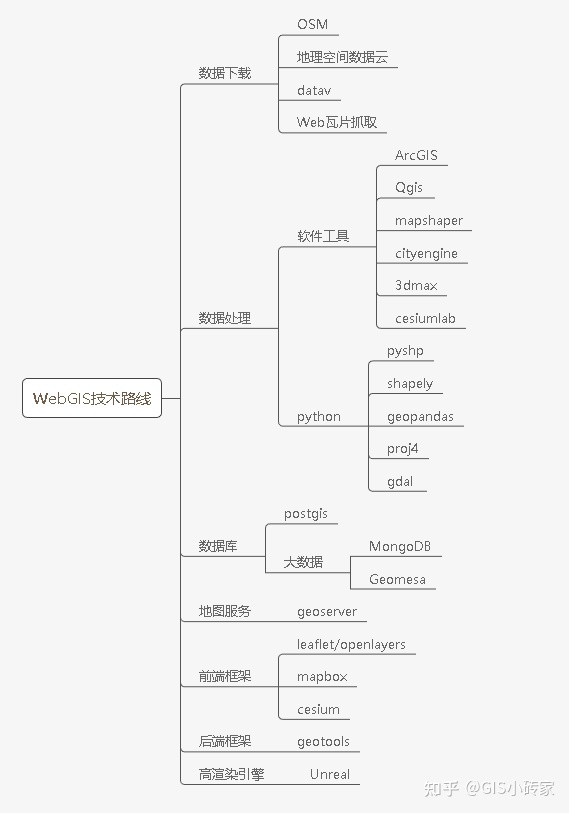 WebGIS技术路线
数据下载
OSM
地理空间数据云
datav
Web瓦片抓取
数据处理
软件工具
ArcGIS
Qgis
mapshaper
cityengine
3dmax
cesiumlab
python
pyshp
shapely
geopandas
proj4
gdal
数据库
postgis
大数据
MongoDB
Geomesa
地图服务
geoserver
前端框架
leaflet/openlayers
mapbox
cesium
后端框架
geotools
高渲染引擎
Unreal
知乎 @GIS小砖家